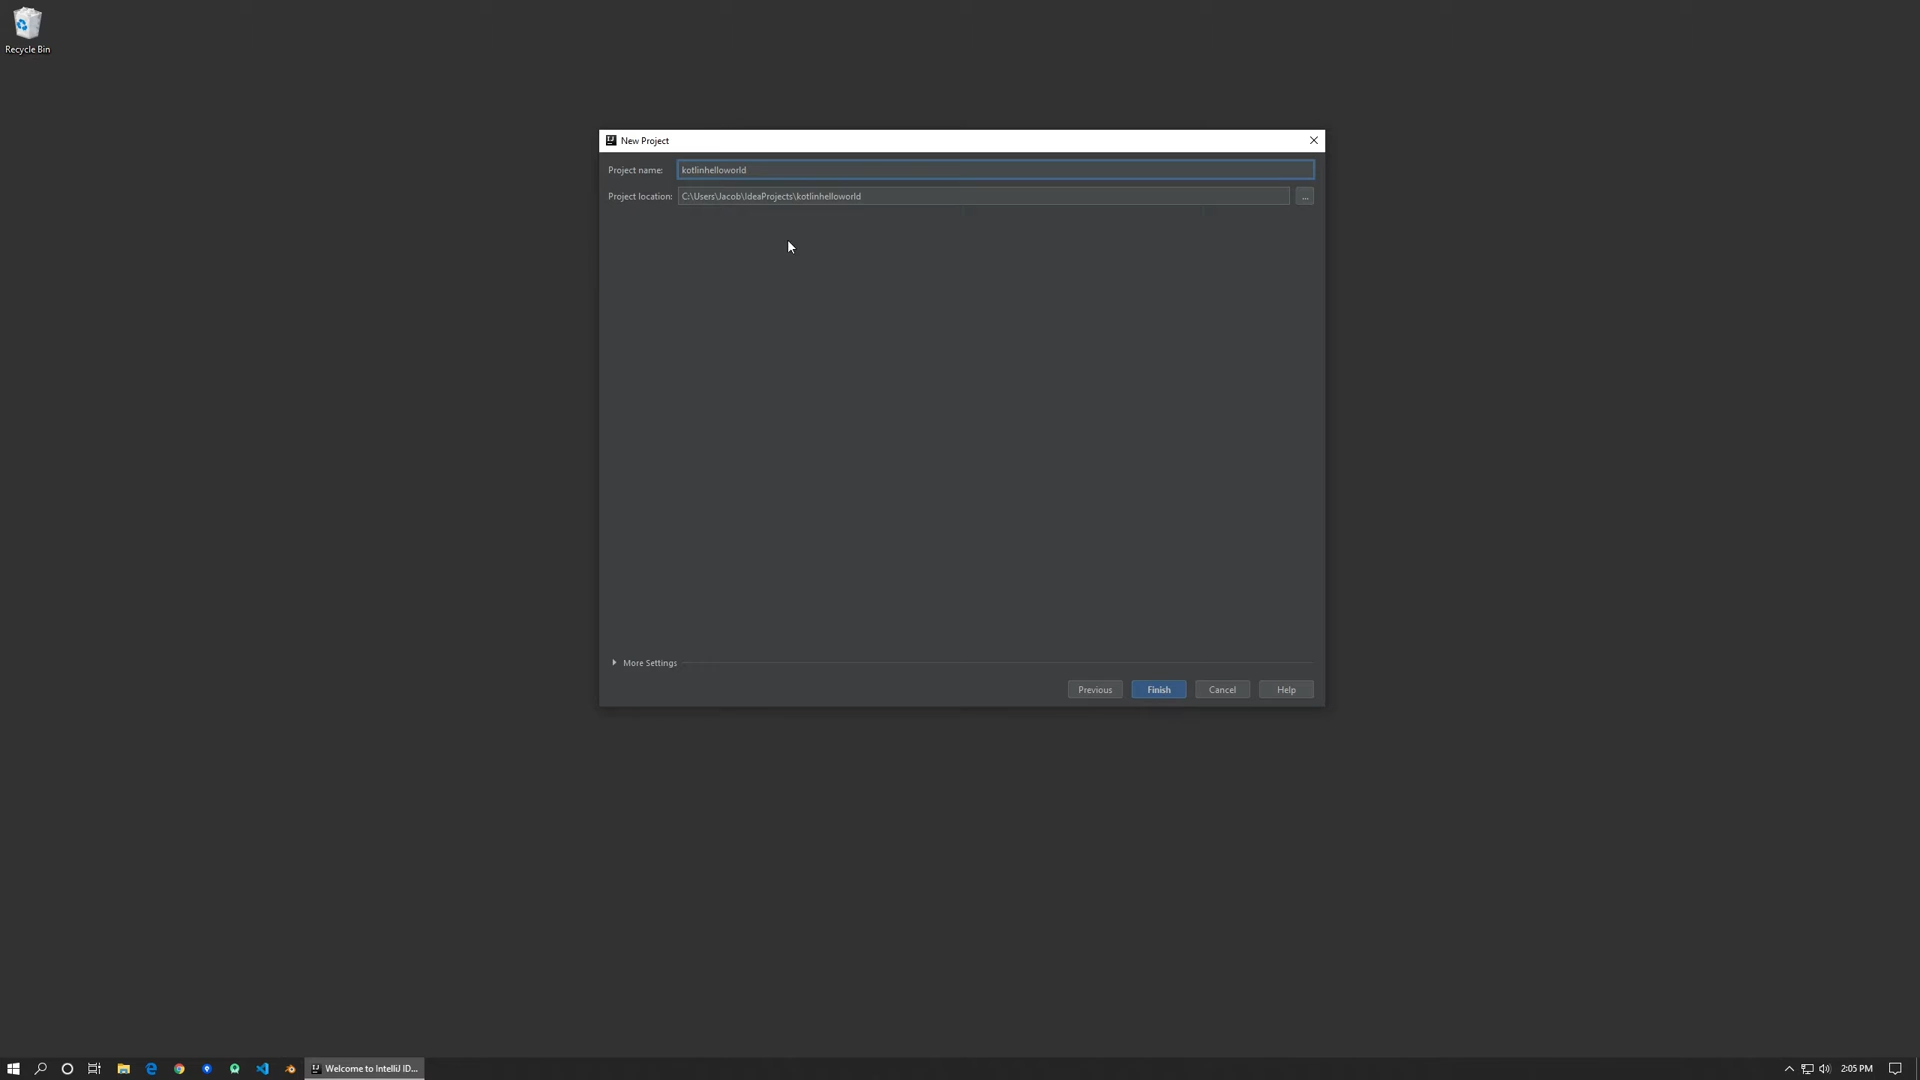 Recycle Bin
New Project
Project name: kotlinhelloworld
Project location: C:\Users\Jacob\IdeaProjects\kotlinhelloworld ...
More Settings
Previous Finish Cancel Help
Welcome to IntelliJ ID... 2:05 PM